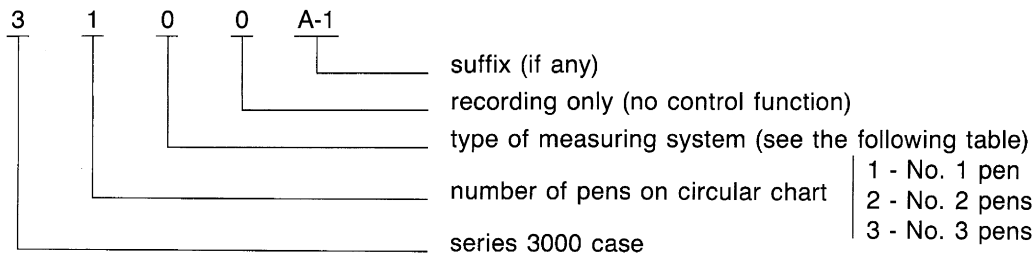 3 1 0 0 A-1
suffix (if any)
recording only (no control function)
type of measuring system (see the following table)
number of pens on circular chart
1 - No. 1 pen
2 - No. 2 pens
3 - No. 3 pens
series 3000 case